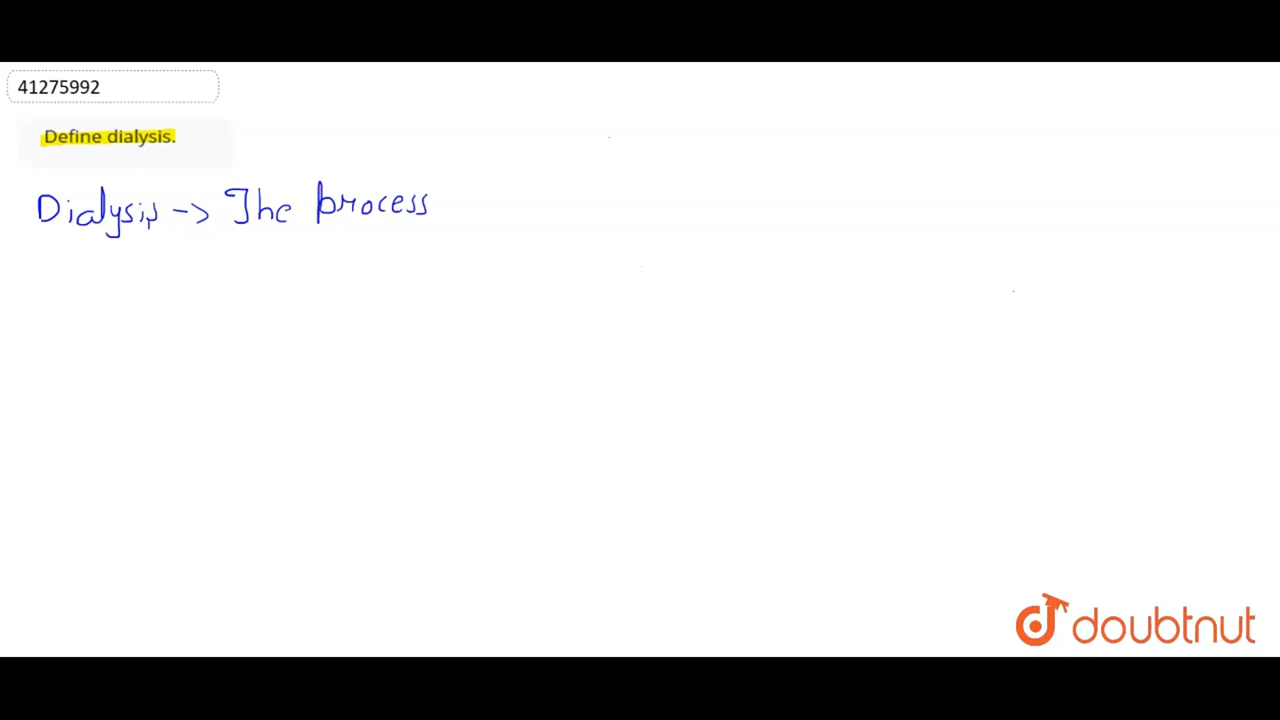 41275992
Define dialysis.
Dialysis -> The process
doubtnut